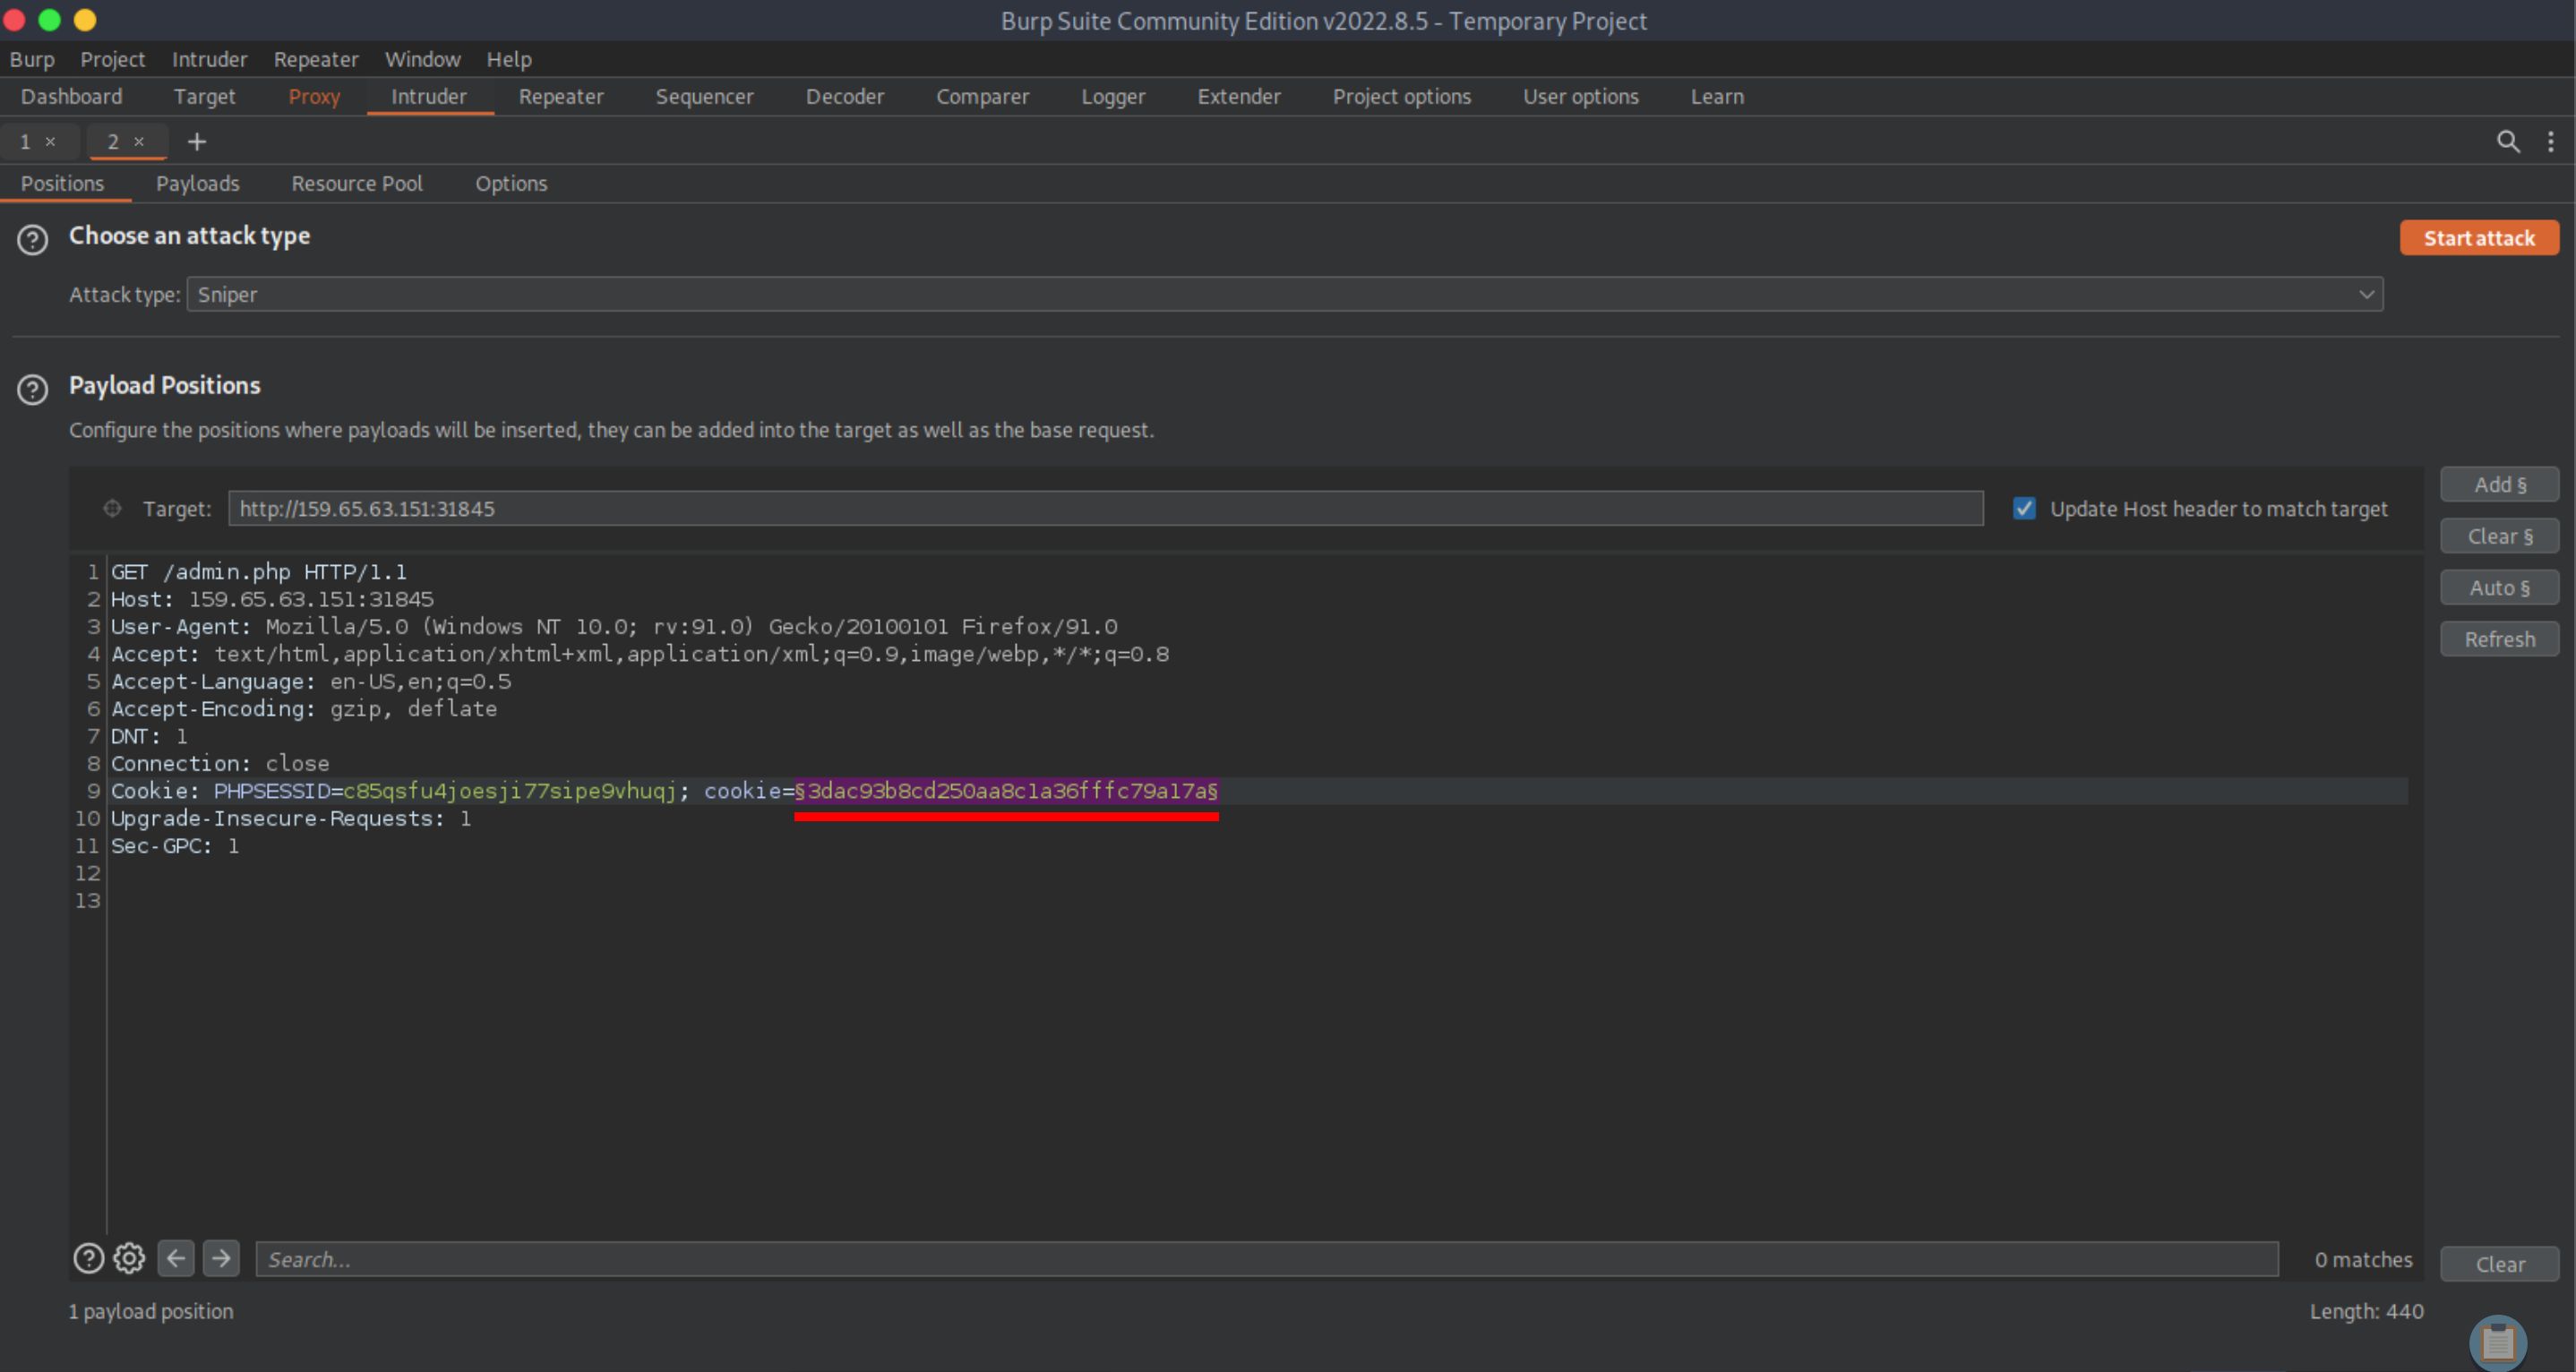 Burp Suite Community Edition v2022.8.5 - Temporary Project
Burp Project Intruder Repeater Window Help
Dashboard Target Proxy Intruder Repeater Sequencer Decoder Comparer Logger Extender Project options User options Learn
1 × 2 × +
Positions Payloads Resource Pool Options
Choose an attack type
Start attack
Attack type: Sniper
Payload Positions
Configure the positions where payloads will be inserted, they can be added into the target as well as the base request.
Target: http://159.65.63.151:31845
Update Host header to match target
Add §
Clear §
Auto §
Refresh
1 GET /admin.php HTTP/1.1
2 Host: 159.65.63.151:31845
3 User-Agent: Mozilla/5.0 (Windows NT 10.0; rv:91.0) Gecko/20100101 Firefox/91.0
4 Accept: text/html,application/xhtml+xml,application/xml;q=0.9,image/webp,*/*;q=0.8
5 Accept-Language: en-US,en;q=0.5
6 Accept-Encoding: gzip, deflate
7 DNT: 1
8 Connection: close
9 Cookie: PHPSESSID=c85qsfu4joesji77sipe9vhuqj; cookie=§3dac93b8cd250aa8c1a36fffc79a17a§
10 Upgrade-Insecure-Requests: 1
11 Sec-GPC: 1
12
13
Search...
0 matches
Clear
1 payload position
Length: 440